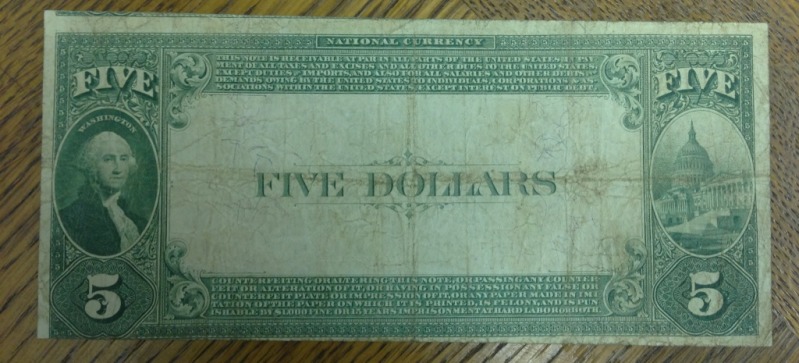 NATIONAL CURRENCY
THIS NOTE IS RECEIVABLE AT PAR IN ALL PARTS OF THE UNITED STATES IN PAY
MENT OF ALL TAXES AND EXCISES AND ALL OTHER DUES TO THE UNITED STATES
EXCEPT DUTIES ON IMPORTS, AND ALSO FOR ALL SALARIES AND OTHER DEBTS &
DEMANDS OWING BY THE UNITED STATES TO INDIVIDUALS, CORPORATIONS & AS
SOCIATIONS, WITHIN THE UNITED STATES EXCEPT INTEREST ON PUBLIC DEBT.
FIVE
FIVE
WASHINGTON
FIVE DOLLARS
5
5
COUNTERFEITING OR ALTERING THIS NOTE, OR PASSING ANY COUNTER
FEIT OR ALTERATION OF IT, OR HAVING IN POSSESSION ANY FALSE OR
COUNTERFEIT PLATE OR IMPRESSION OF IT, OR ANY PAPER MADE IN IMI
TATION OF THE PAPER ON WHICH IT IS PRINTED, IS FELONY, AND IS PUN
ISHABLE BY $1,000 FINE OR 15 YEARS IMPRISONMENT AT HARD LABOR OR BOTH.